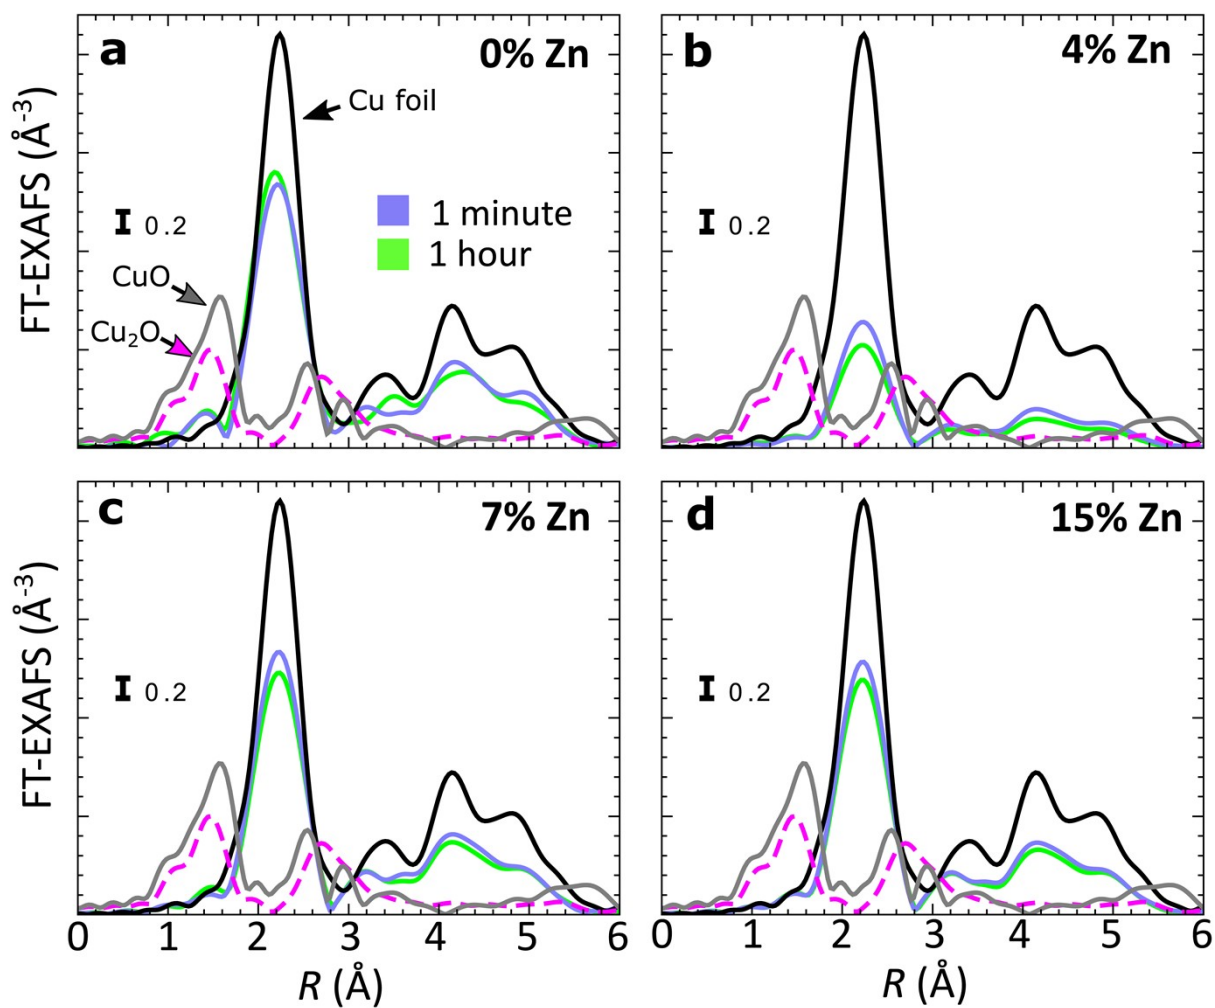 a
0% Zn
Cu foil
1 minute
1 hour
0.2
CuO
Cu₂O
FT-EXAFS (Å⁻³)
b
4% Zn
0.2
c
7% Zn
0.2
FT-EXAFS (Å⁻³)
0 1 2 3 4 5 6
R (Å)
d
15% Zn
0.2
0 1 2 3 4 5 6
R (Å)